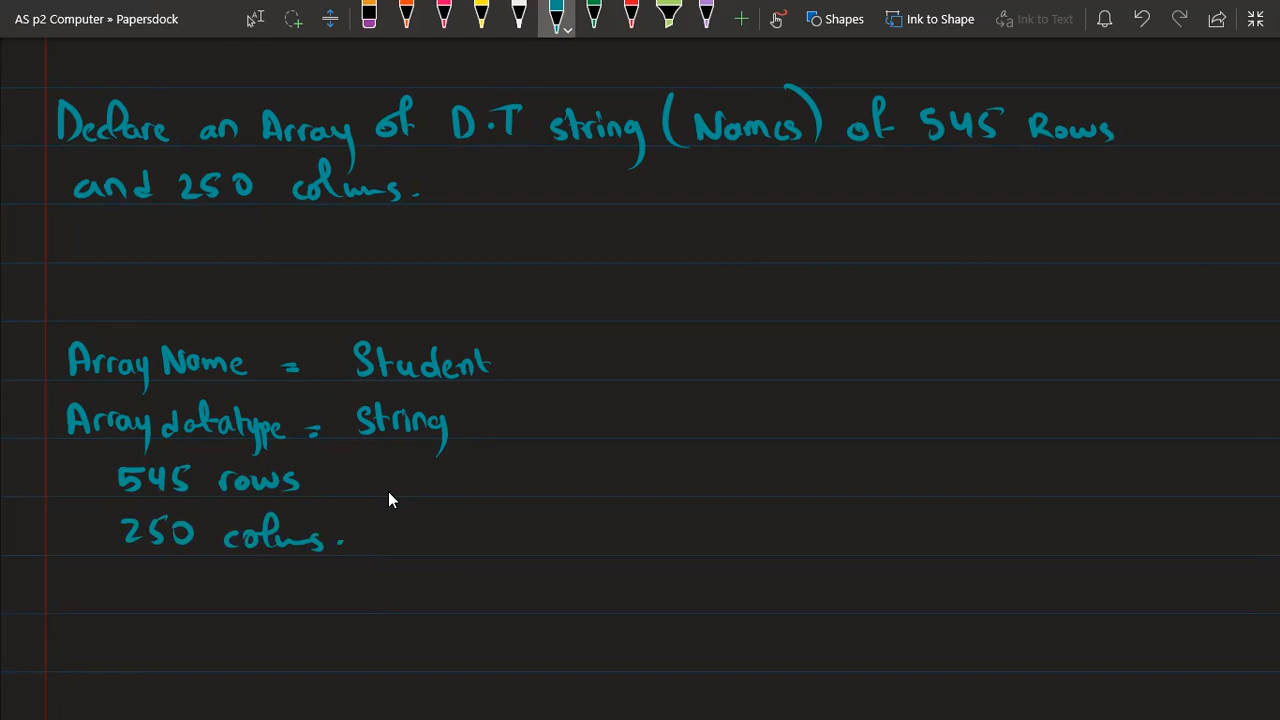 AS p2 Computer » Papersdock
Shapes
Ink to Shape
Ink to Text
Declare an Array of D.T string (Names) of 545 Rows
and 250 colums.
Array Name = Student
Array datatype = String
545 rows
250 colums.